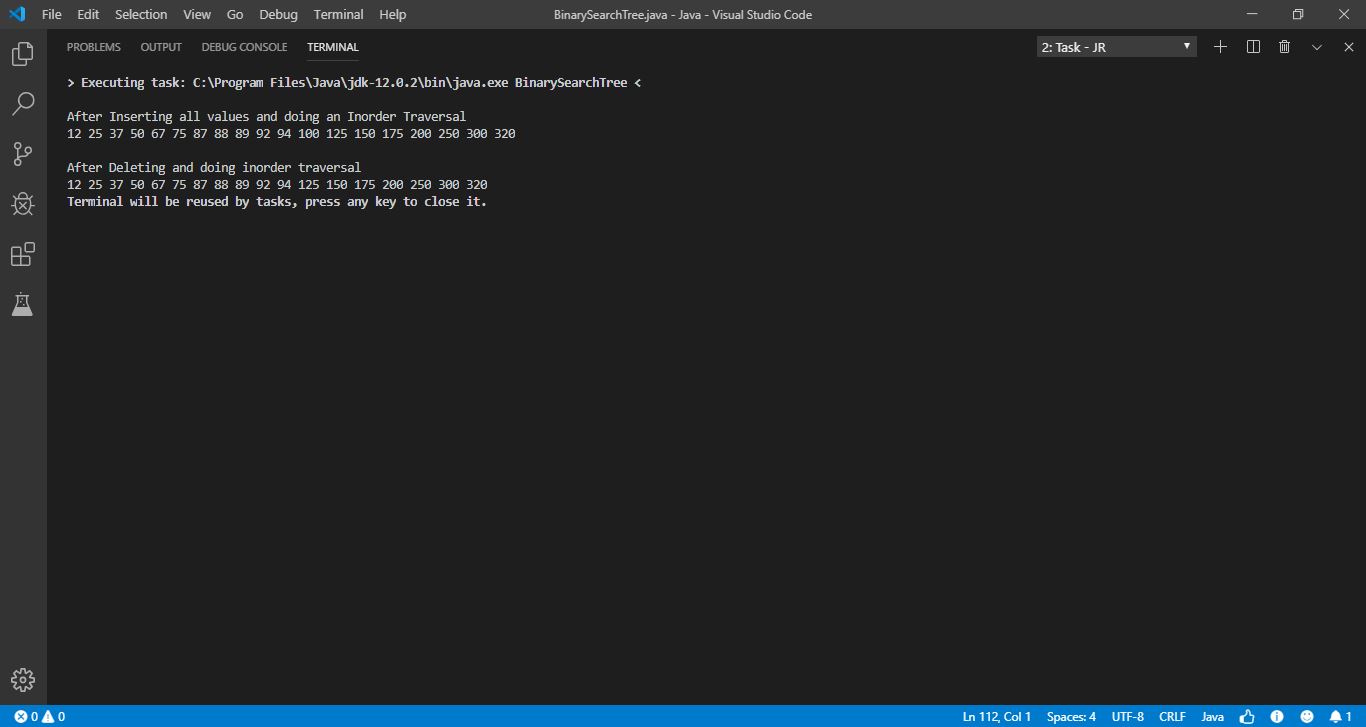 File Edit Selection View Go Debug Terminal Help BinarySearchTree.java - Java - Visual Studio Code
PROBLEMS OUTPUT DEBUG CONSOLE TERMINAL 2: Task - JR
> Executing task: C:\Program Files\Java\jdk-12.0.2\bin\java.exe BinarySearchTree <
After Inserting all values and doing an Inorder Traversal
12 25 37 50 67 75 87 88 89 92 94 100 125 150 175 200 250 300 320
After Deleting and doing inorder traversal
12 25 37 50 67 75 87 88 89 92 94 125 150 175 200 250 300 320
Terminal will be reused by tasks, press any key to close it.
0 0 Ln 112, Col 1 Spaces: 4 UTF-8 CRLF Java 1